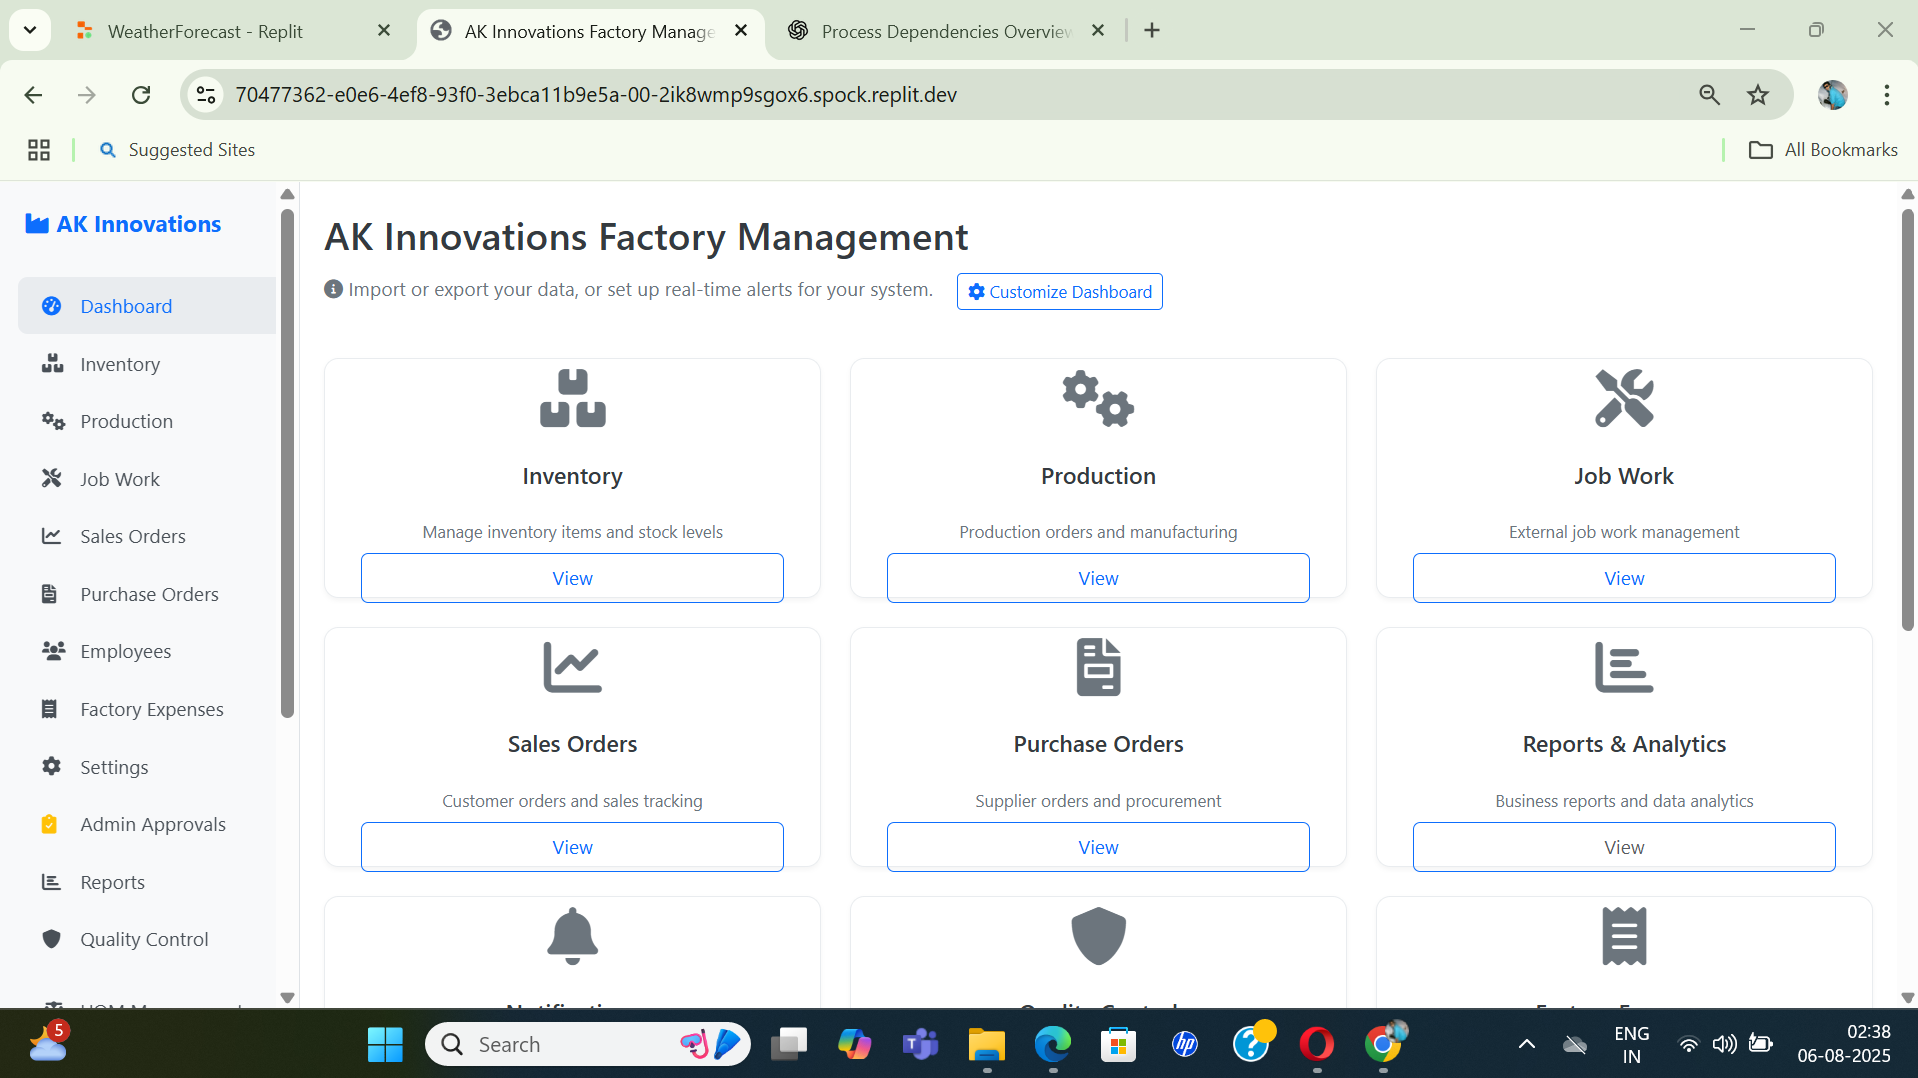 WeatherForecast - Replit
AK Innovations Factory Manage
Process Dependencies Overview
70477362-e0e6-4ef8-93f0-3ebca11b9e5a-00-2ik8wmp9sgox6.spock.replit.dev
Suggested Sites
All Bookmarks
AK Innovations
Dashboard
Inventory
Production
Job Work
Sales Orders
Purchase Orders
Employees
Factory Expenses
Settings
Admin Approvals
Reports
Quality Control
AK Innovations Factory Management
Import or export your data, or set up real-time alerts for your system.
Customize Dashboard
Inventory
Manage inventory items and stock levels
View
Production
Production orders and manufacturing
View
Job Work
External job work management
View
Sales Orders
Customer orders and sales tracking
View
Purchase Orders
Supplier orders and procurement
View
Reports & Analytics
Business reports and data analytics
View
5
Search
T
hp
?
ENG
IN
02:38
06-08-2025